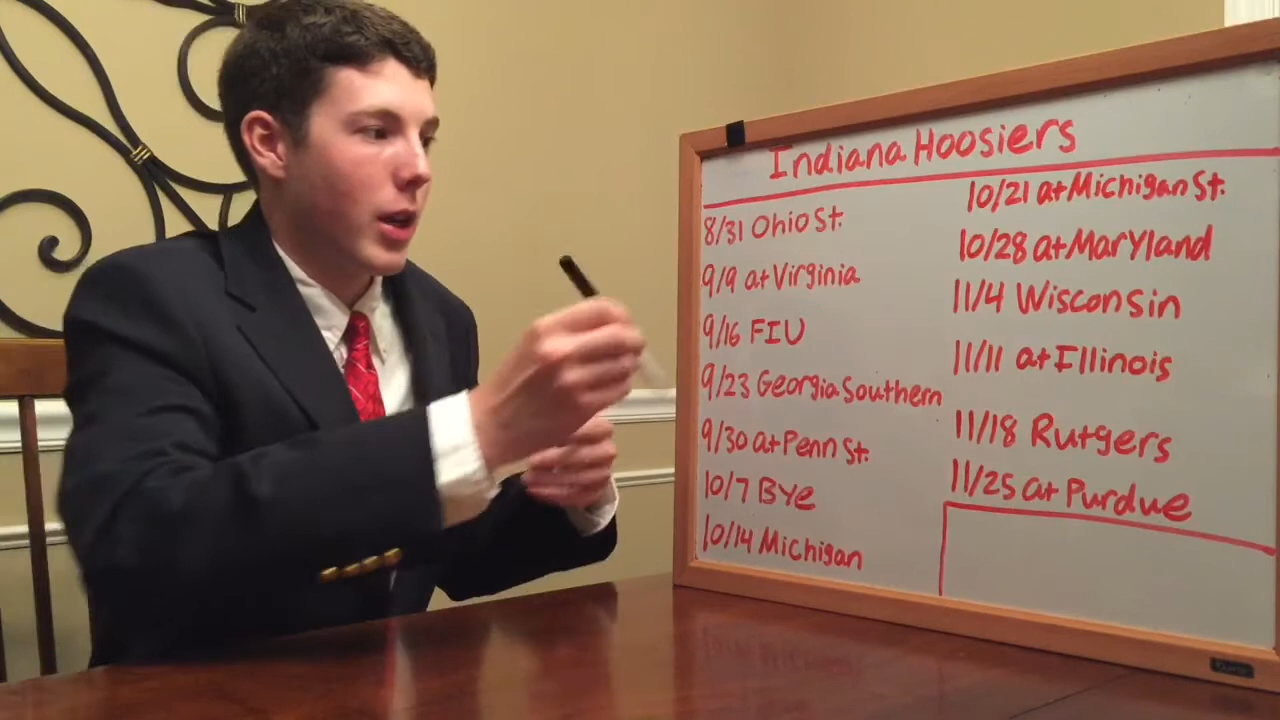 Indiana Hoosiers
8/31 Ohio St.
9/9 at Virginia
9/16 FIU
9/23 Georgia Southern
9/30 at Penn St.
10/7 Bye
10/14 Michigan
10/21 at Michigan St.
10/28 at Maryland
11/4 Wisconsin
11/11 at Illinois
11/18 Rutgers
11/25 at Purdue